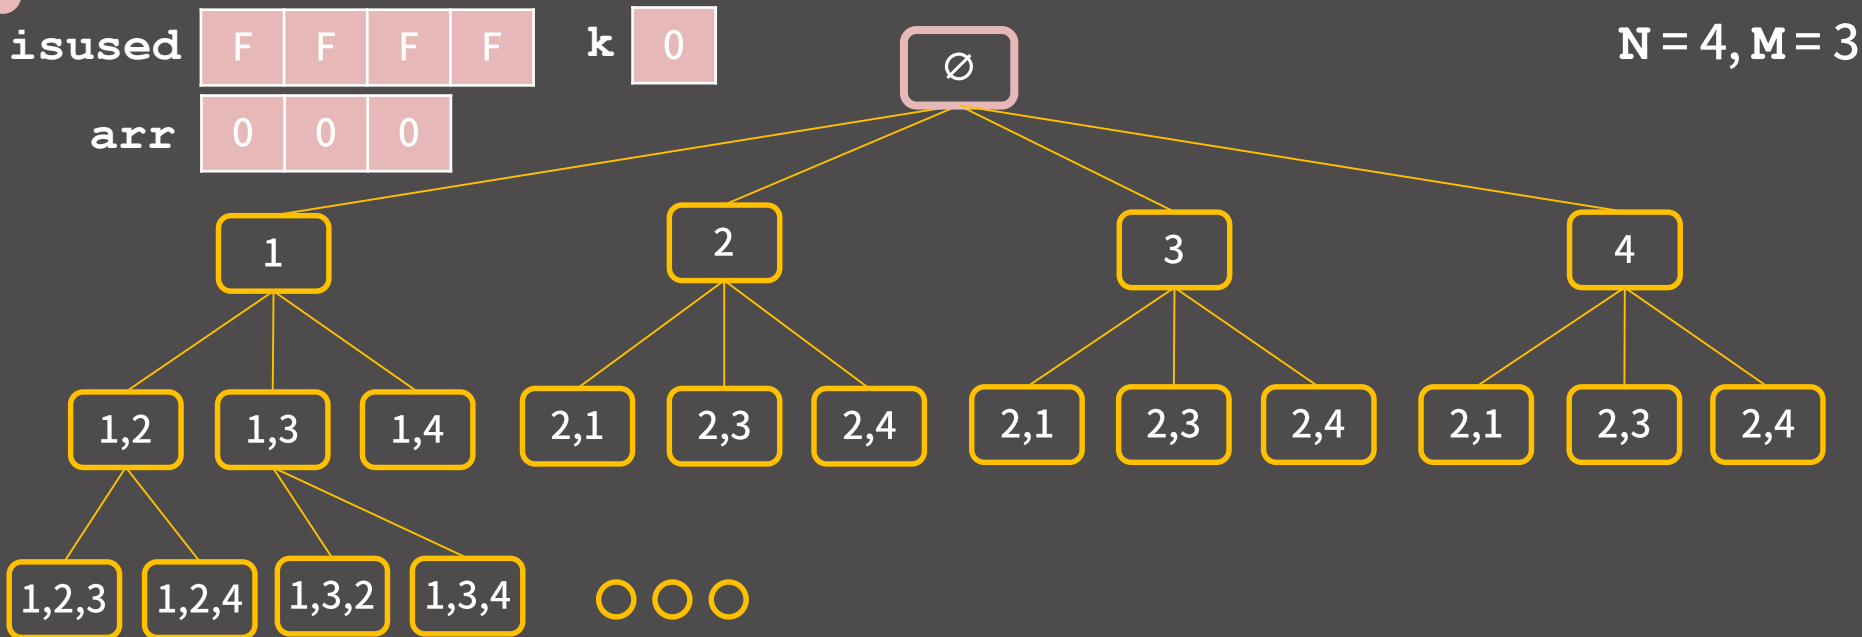 isused F F F F k 0 ∅ N = 4, M = 3
arr 0 0 0
1 2 3 4
1,2 1,3 1,4 2,1 2,3 2,4 2,1 2,3 2,4 2,1 2,3 2,4
1,2,3 1,2,4 1,3,2 1,3,4